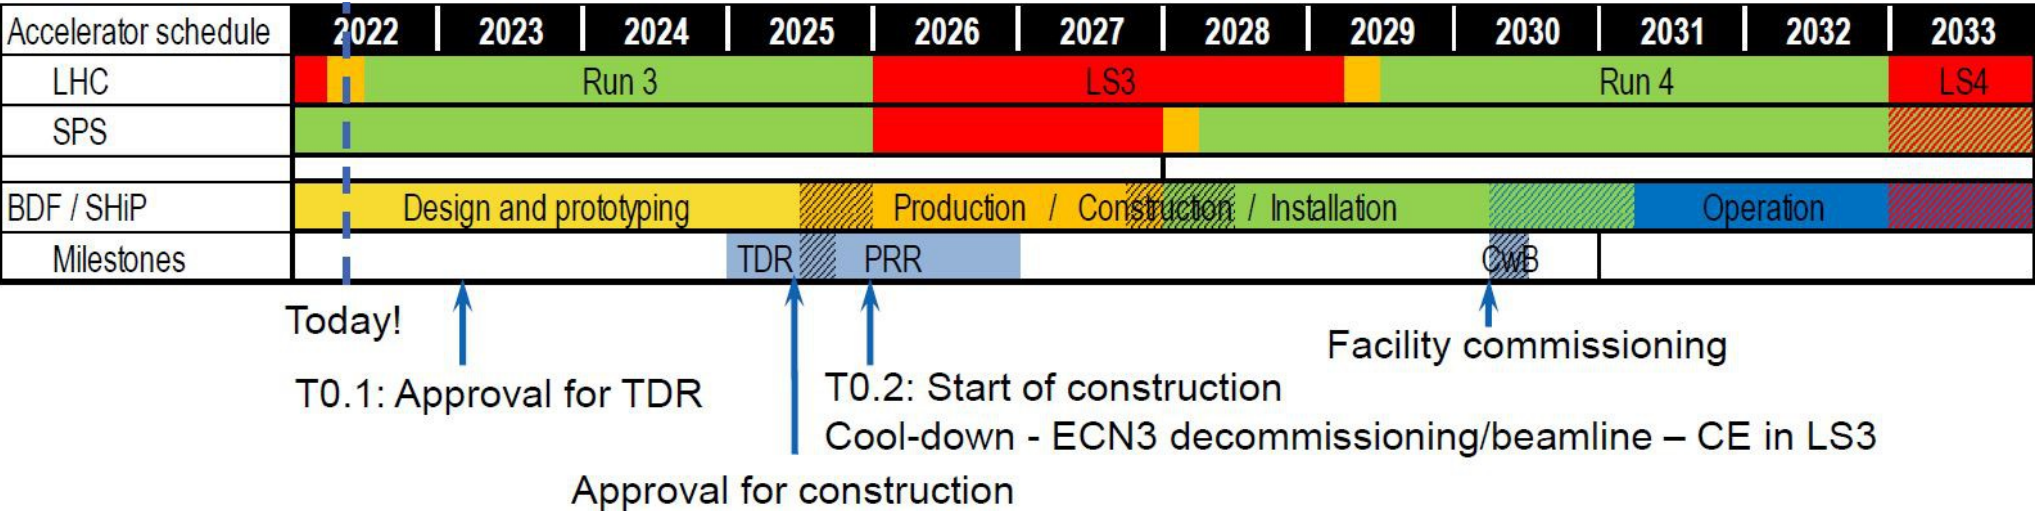 Accelerator schedule 2022 2023 2024 2025 2026 2027 2028 2029 2030 2031 2032 2033
LHC Run 3 LS3 Run 4 LS4
SPS
BDF / SHiP Design and prototyping Production / Construction / Installation Operation
Milestones TDR PRR CwB
Today!
Facility commissioning
T0.1: Approval for TDR
T0.2: Start of construction
Cool-down - ECN3 decommissioning/beamline – CE in LS3
Approval for construction